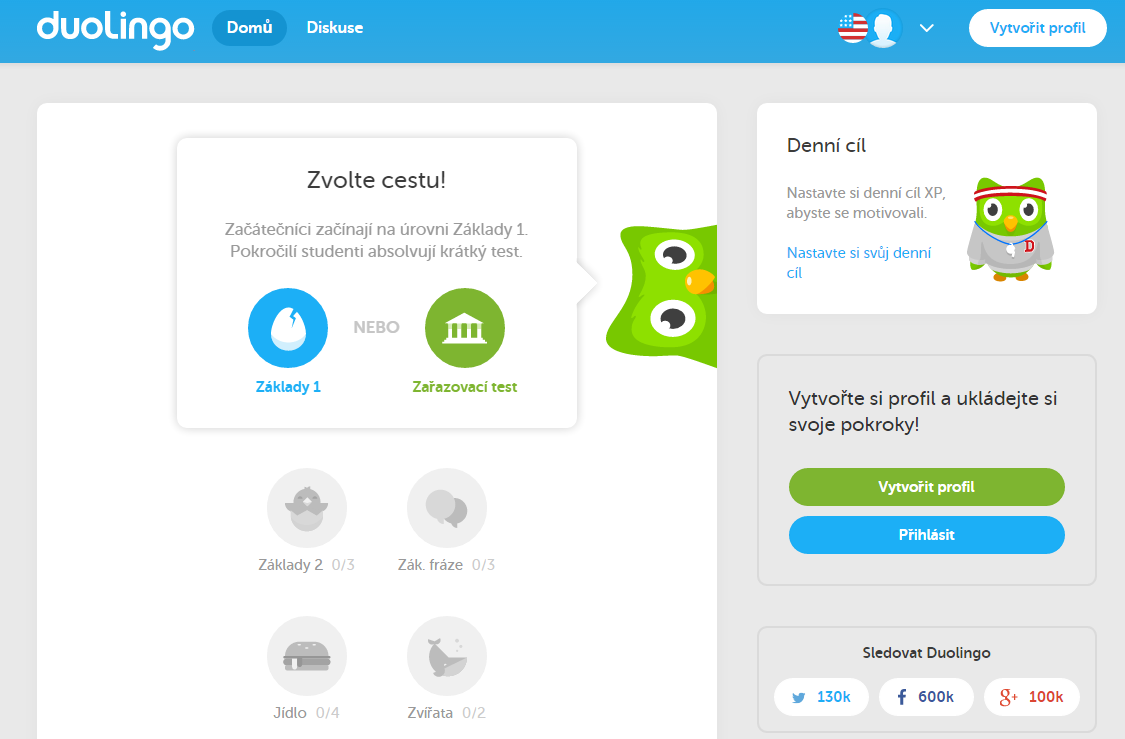 duolingo
Domů
Diskuse
Vytvořit profil
Zvolte cestu!
Začátečníci začínají na úrovni Základy 1.
Pokročilí studenti absolvují krátký test.
NEBO
Základy 1
Zařazovací test
Základy 2 0/3
Zák. fráze 0/3
Jídlo 0/4
Zvířata 0/2
Denní cíl
Nastavte si denní cíl XP,
abyste se motivovali.
Nastavte si svůj denní
cíl
D
Vytvořte si profil a ukládejte si
svoje pokroky!
Vytvořit profil
Přihlásit
Sledovat Duolingo
130k
f 600k
g+ 100k